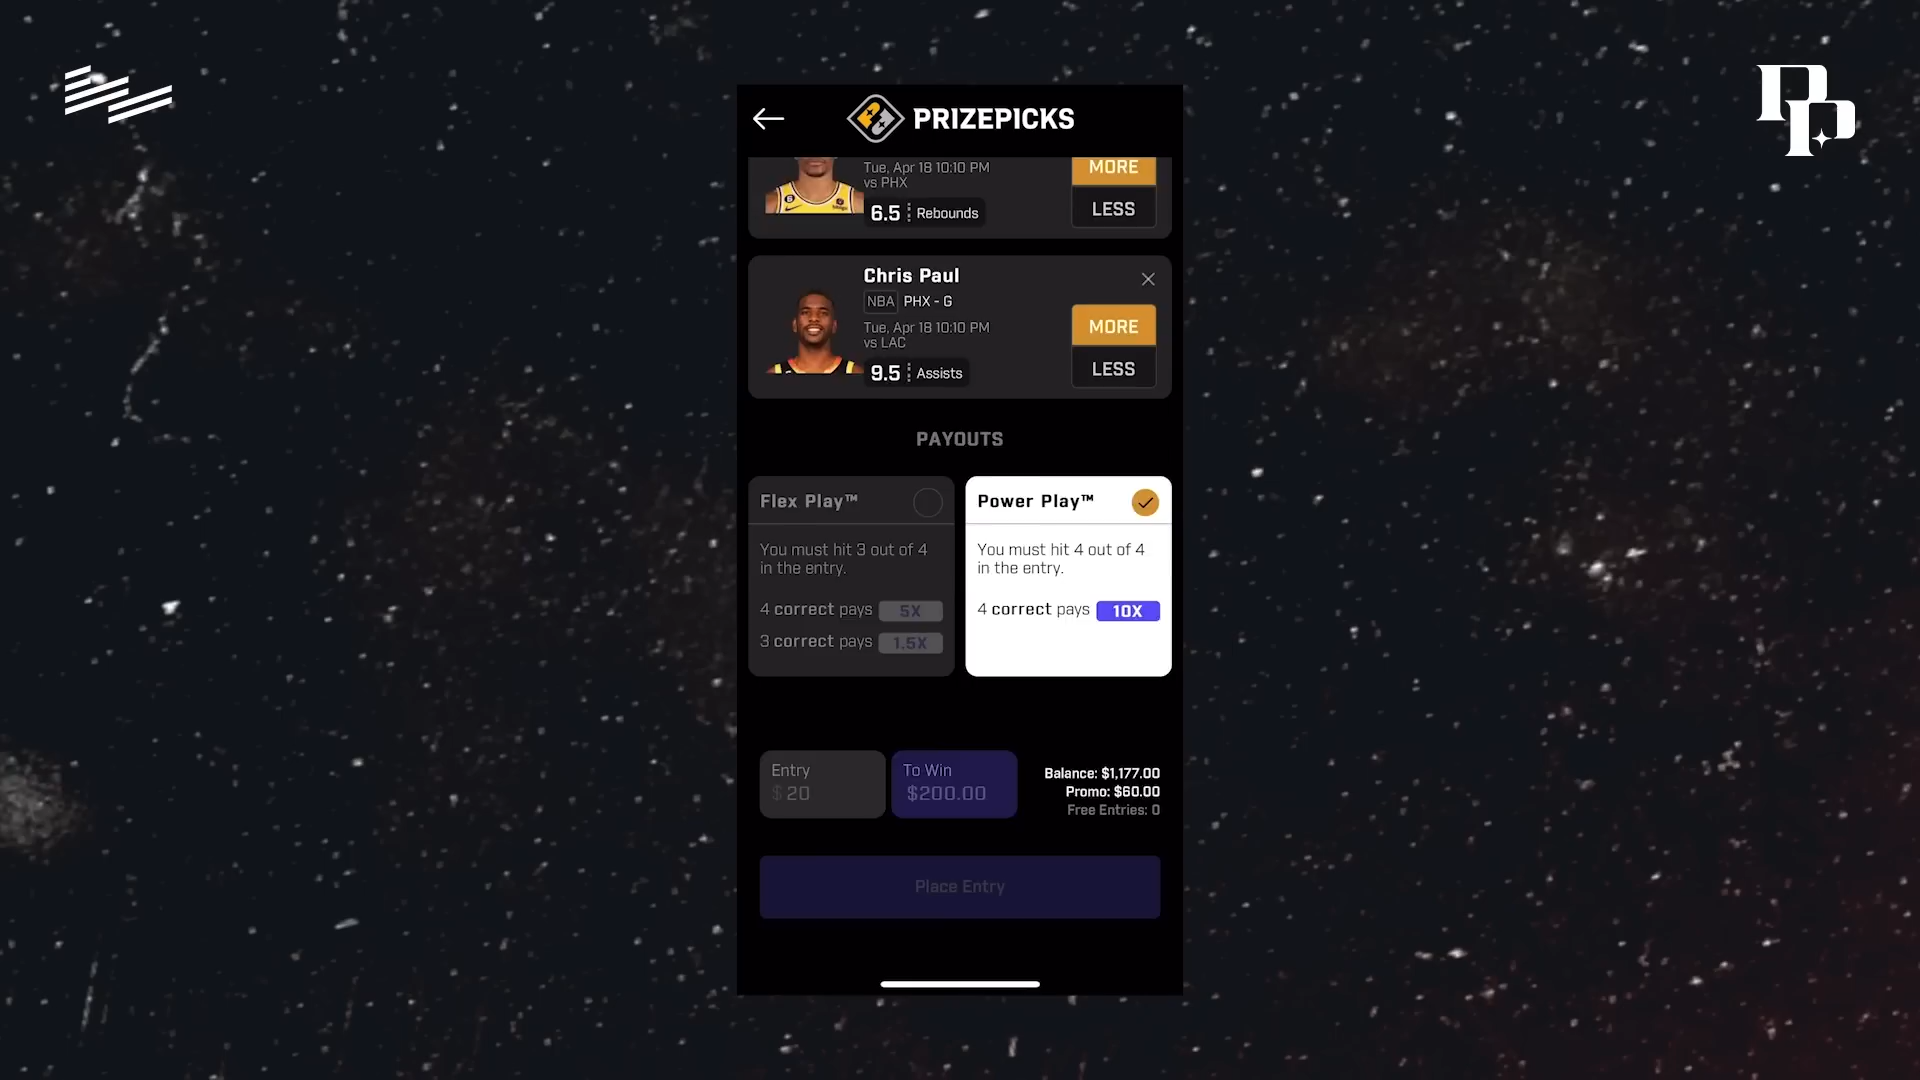 PRIZEPICKS
Tue, Apr 18 10:10 PM
vs PHX
6.5 Rebounds
MORE
LESS
Chris Paul
NBA PHX - G
Tue, Apr 18 10:10 PM
vs LAC
9.5 Assists
MORE
LESS
PAYOUTS
Flex Play™
You must hit 3 out of 4
in the entry.
4 correct pays 5X
3 correct pays 1.5X
Power Play™
You must hit 4 out of 4
in the entry.
4 correct pays 10X
Entry
$ 20
To Win
$200.00
Balance: $1,177.00
Promo: $60.00
Free Entries: 0
Place Entry
PP